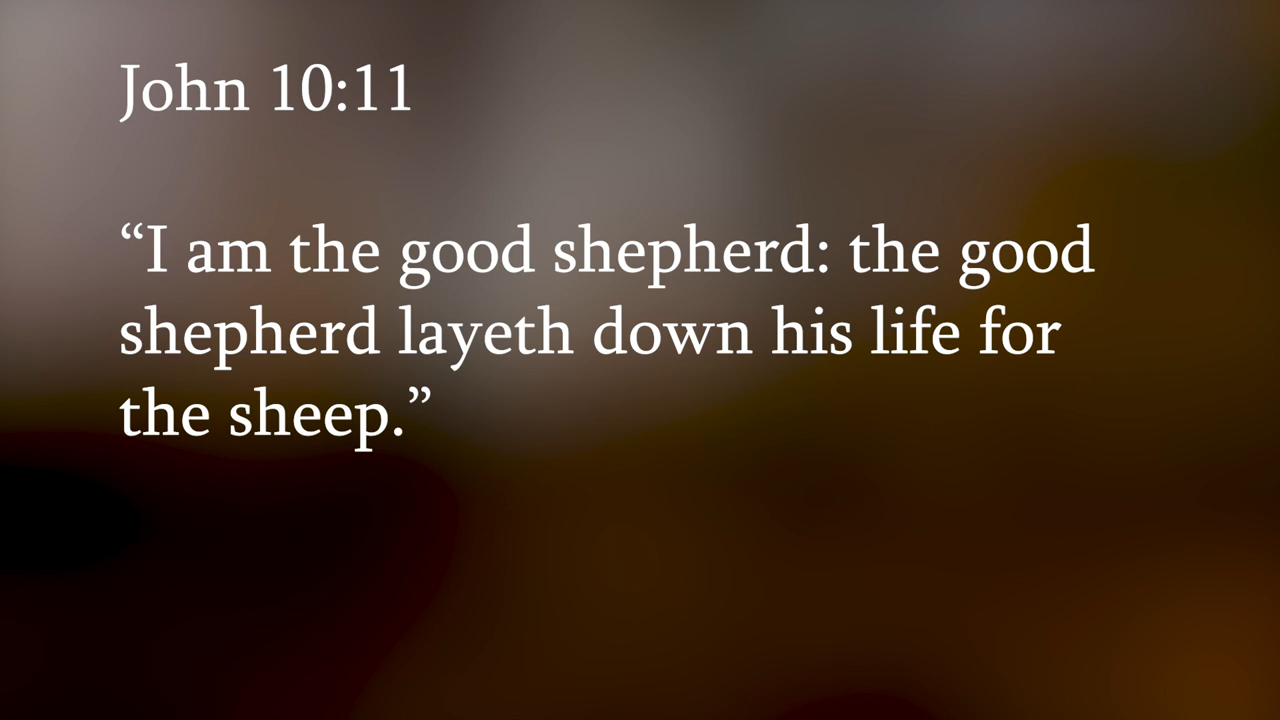 John 10:11
“I am the good shepherd: the good
shepherd layeth down his life for
the sheep.”